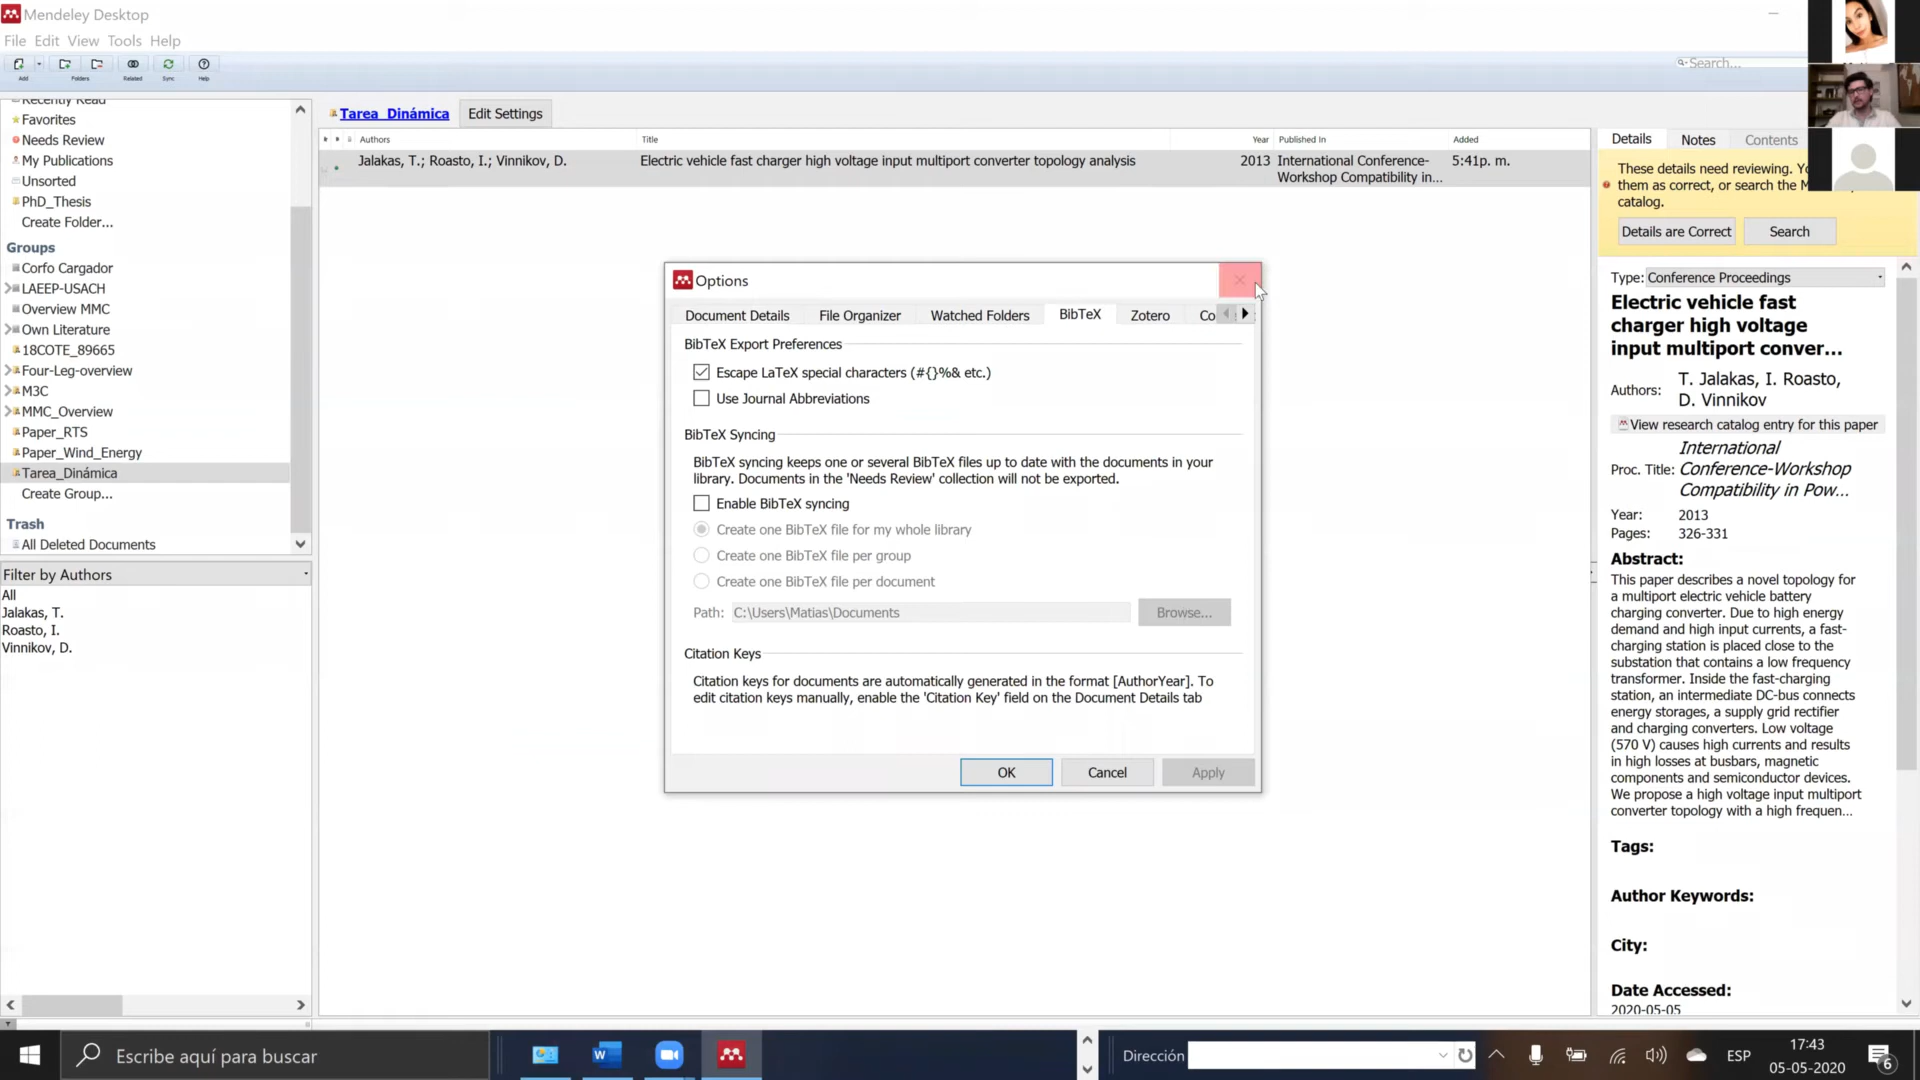 Mendeley Desktop
File Edit View Tools Help
Add
Folders
Related
Sync
Help
Search...
Recently Read
Favorites
Needs Review
My Publications
Unsorted
PhD_Thesis
Create Folder...
Groups
Corfo Cargador
LAEEP-USACH
Overview MMC
Own Literature
18COTE_89665
Four-Leg-overview
M3C
MMC_Overview
Paper_RTS
Paper_Wind_Energy
Tarea_Dinámica
Create Group...
Trash
All Deleted Documents
Filter by Authors
All
Jalakas, T.
Roasto, I.
Vinnikov, D.
Tarea_Dinámica Edit Settings
Authors Title Year Published In Added
Jalakas, T.; Roasto, I.; Vinnikov, D. Electric vehicle fast charger high voltage input multiport converter topology analysis 2013 International Conference- 5:41p. m.
Workshop Compatibility in...
Options
Document Details File Organizer Watched Folders BibTeX Zotero Co
BibTeX Export Preferences
Escape LaTeX special characters (#{}%& etc.)
Use Journal Abbreviations
BibTeX Syncing
BibTeX syncing keeps one or several BibTeX files up to date with the documents in your
library. Documents in the 'Needs Review' collection will not be exported.
Enable BibTeX syncing
Create one BibTeX file for my whole library
Create one BibTeX file per group
Create one BibTeX file per document
Path: C:\Users\Matias\Documents Browse...
Citation Keys
Citation keys for documents are automatically generated in the format [AuthorYear]. To
edit citation keys manually, enable the 'Citation Key' field on the Document Details tab
OK Cancel Apply
Details Notes Contents
These details need reviewing. Yo
them as correct, or search the M
catalog.
Details are Correct Search
Type: Conference Proceedings
Electric vehicle fast
charger high voltage
input multiport conver...
Authors: T. Jalakas, I. Roasto,
D. Vinnikov
View research catalog entry for this paper
International
Proc. Title: Conference-Workshop
Compatibility in Pow...
Year: 2013
Pages: 326-331
Abstract:
This paper describes a novel topology for
a multiport electric vehicle battery
charging converter. Due to high energy
demand and high input currents, a fast-
charging station is placed close to the
substation that contains a low frequency
transformer. Inside the fast-charging
station, an intermediate DC-bus connects
energy storages, a supply grid rectifier
and charging converters. Low voltage
(570 V) causes high currents and results
in high losses at busbars, magnetic
components and semiconductor devices.
We propose a high voltage input multiport
converter topology with a high frequen...
Tags:
Author Keywords:
City:
Date Accessed:
2020-05-05
Escribe aquí para buscar
Dirección
ESP
17:43
05-05-2020
6